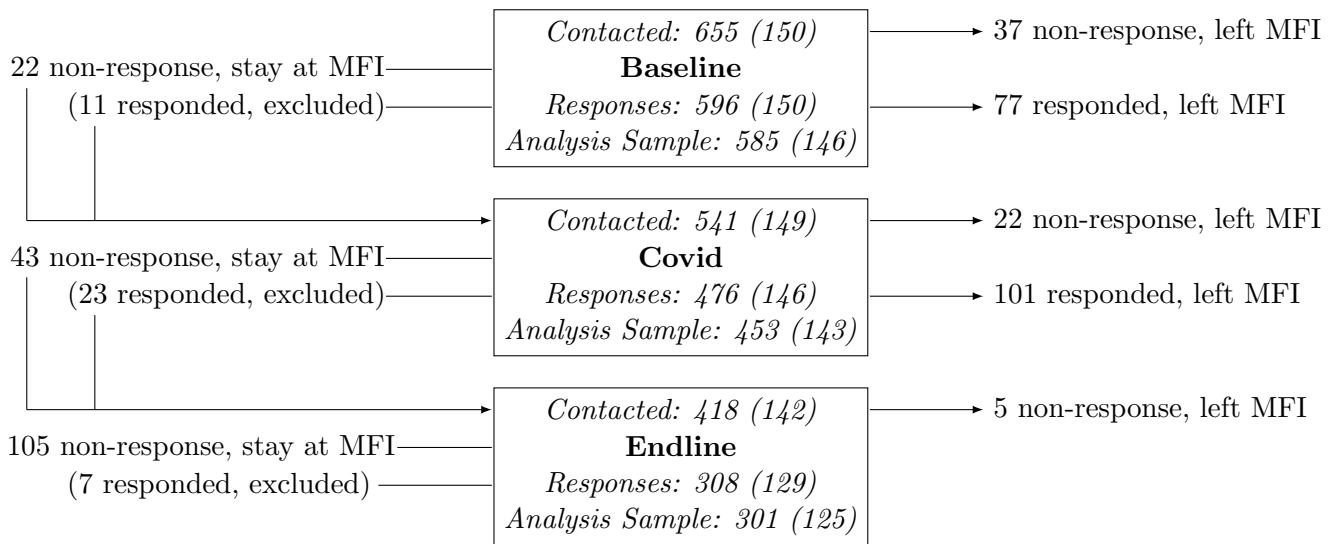 Contacted: 655 (150)
37 non-response, left MFI
22 non-response, stay at MFI
Baseline
(11 responded, excluded)
Responses: 596 (150)
77 responded, left MFI
Analysis Sample: 585 (146)
Contacted: 541 (149)
22 non-response, left MFI
43 non-response, stay at MFI
Covid
(23 responded, excluded)
Responses: 476 (146)
101 responded, left MFI
Analysis Sample: 453 (143)
Contacted: 418 (142)
5 non-response, left MFI
105 non-response, stay at MFI
Endline
(7 responded, excluded)
Responses: 308 (129)
Analysis Sample: 301 (125)